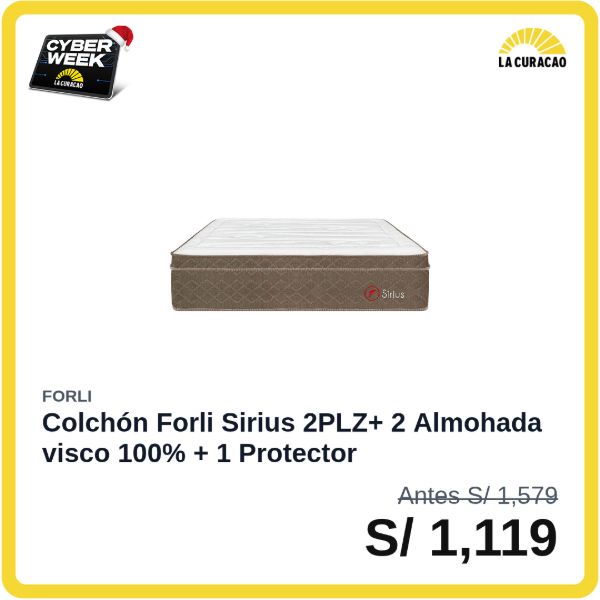 CYBER
WEEK
LA CURACAO
LA CURACAO
Sirius
FORLI
Colchón Forli Sirius 2PLZ+ 2 Almohada
visco 100% + 1 Protector
Antes S/ 1,579
S/ 1,119